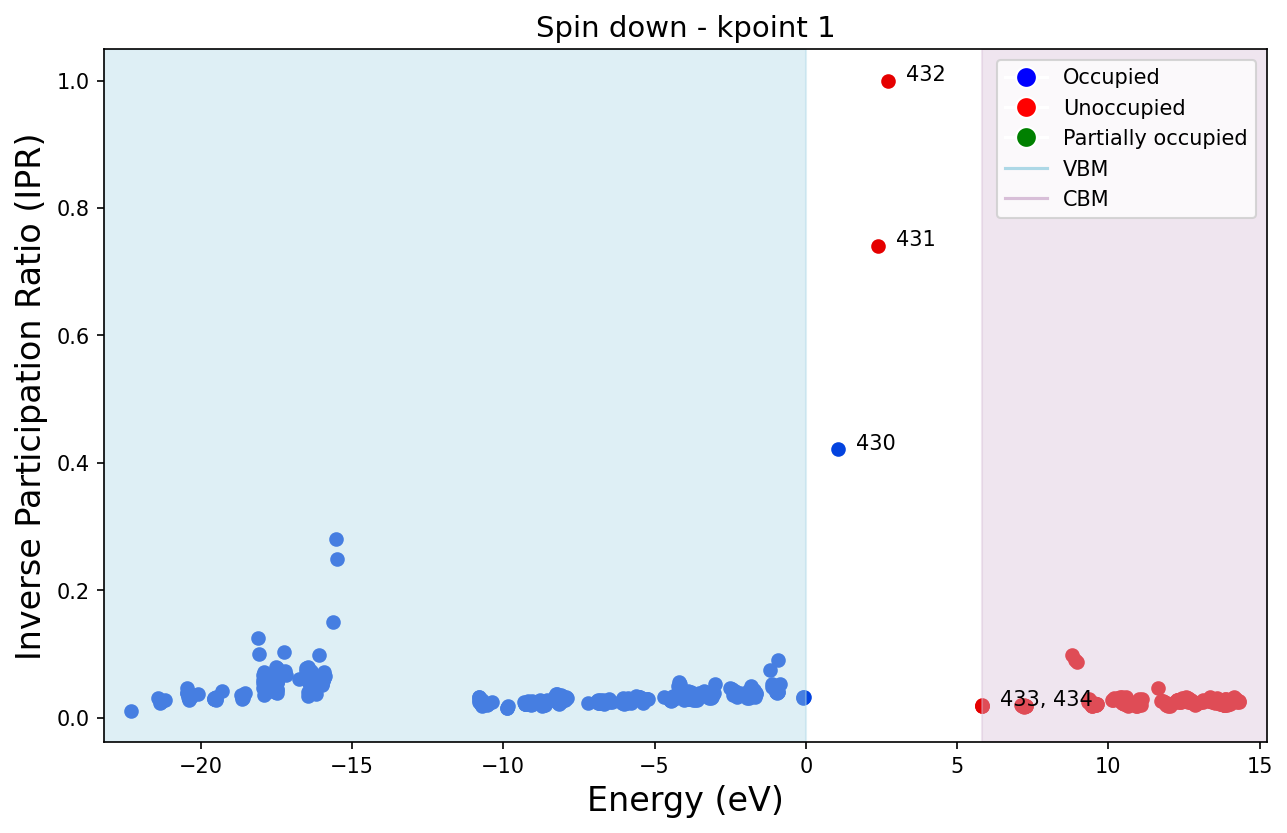 Spin down - kpoint 1
Inverse Participation Ratio (IPR)
1.0
0.8
0.6
0.4
0.2
0.0
432
431
430
433, 434
Occupied
Unoccupied
Partially occupied
VBM
CBM
−20
−15
−10
−5
0
5
10
15
Energy (eV)